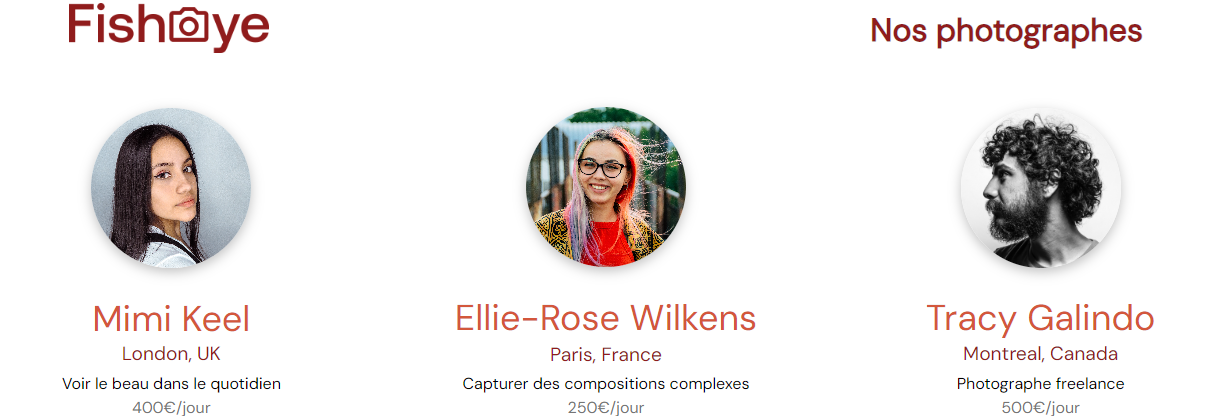 Fisheye
Nos photographes
Mimi Keel
London, UK
Voir le beau dans le quotidien
400€/jour
Ellie-Rose Wilkens
Paris, France
Capturer des compositions complexes
250€/jour
Tracy Galindo
Montreal, Canada
Photographe freelance
500€/jour